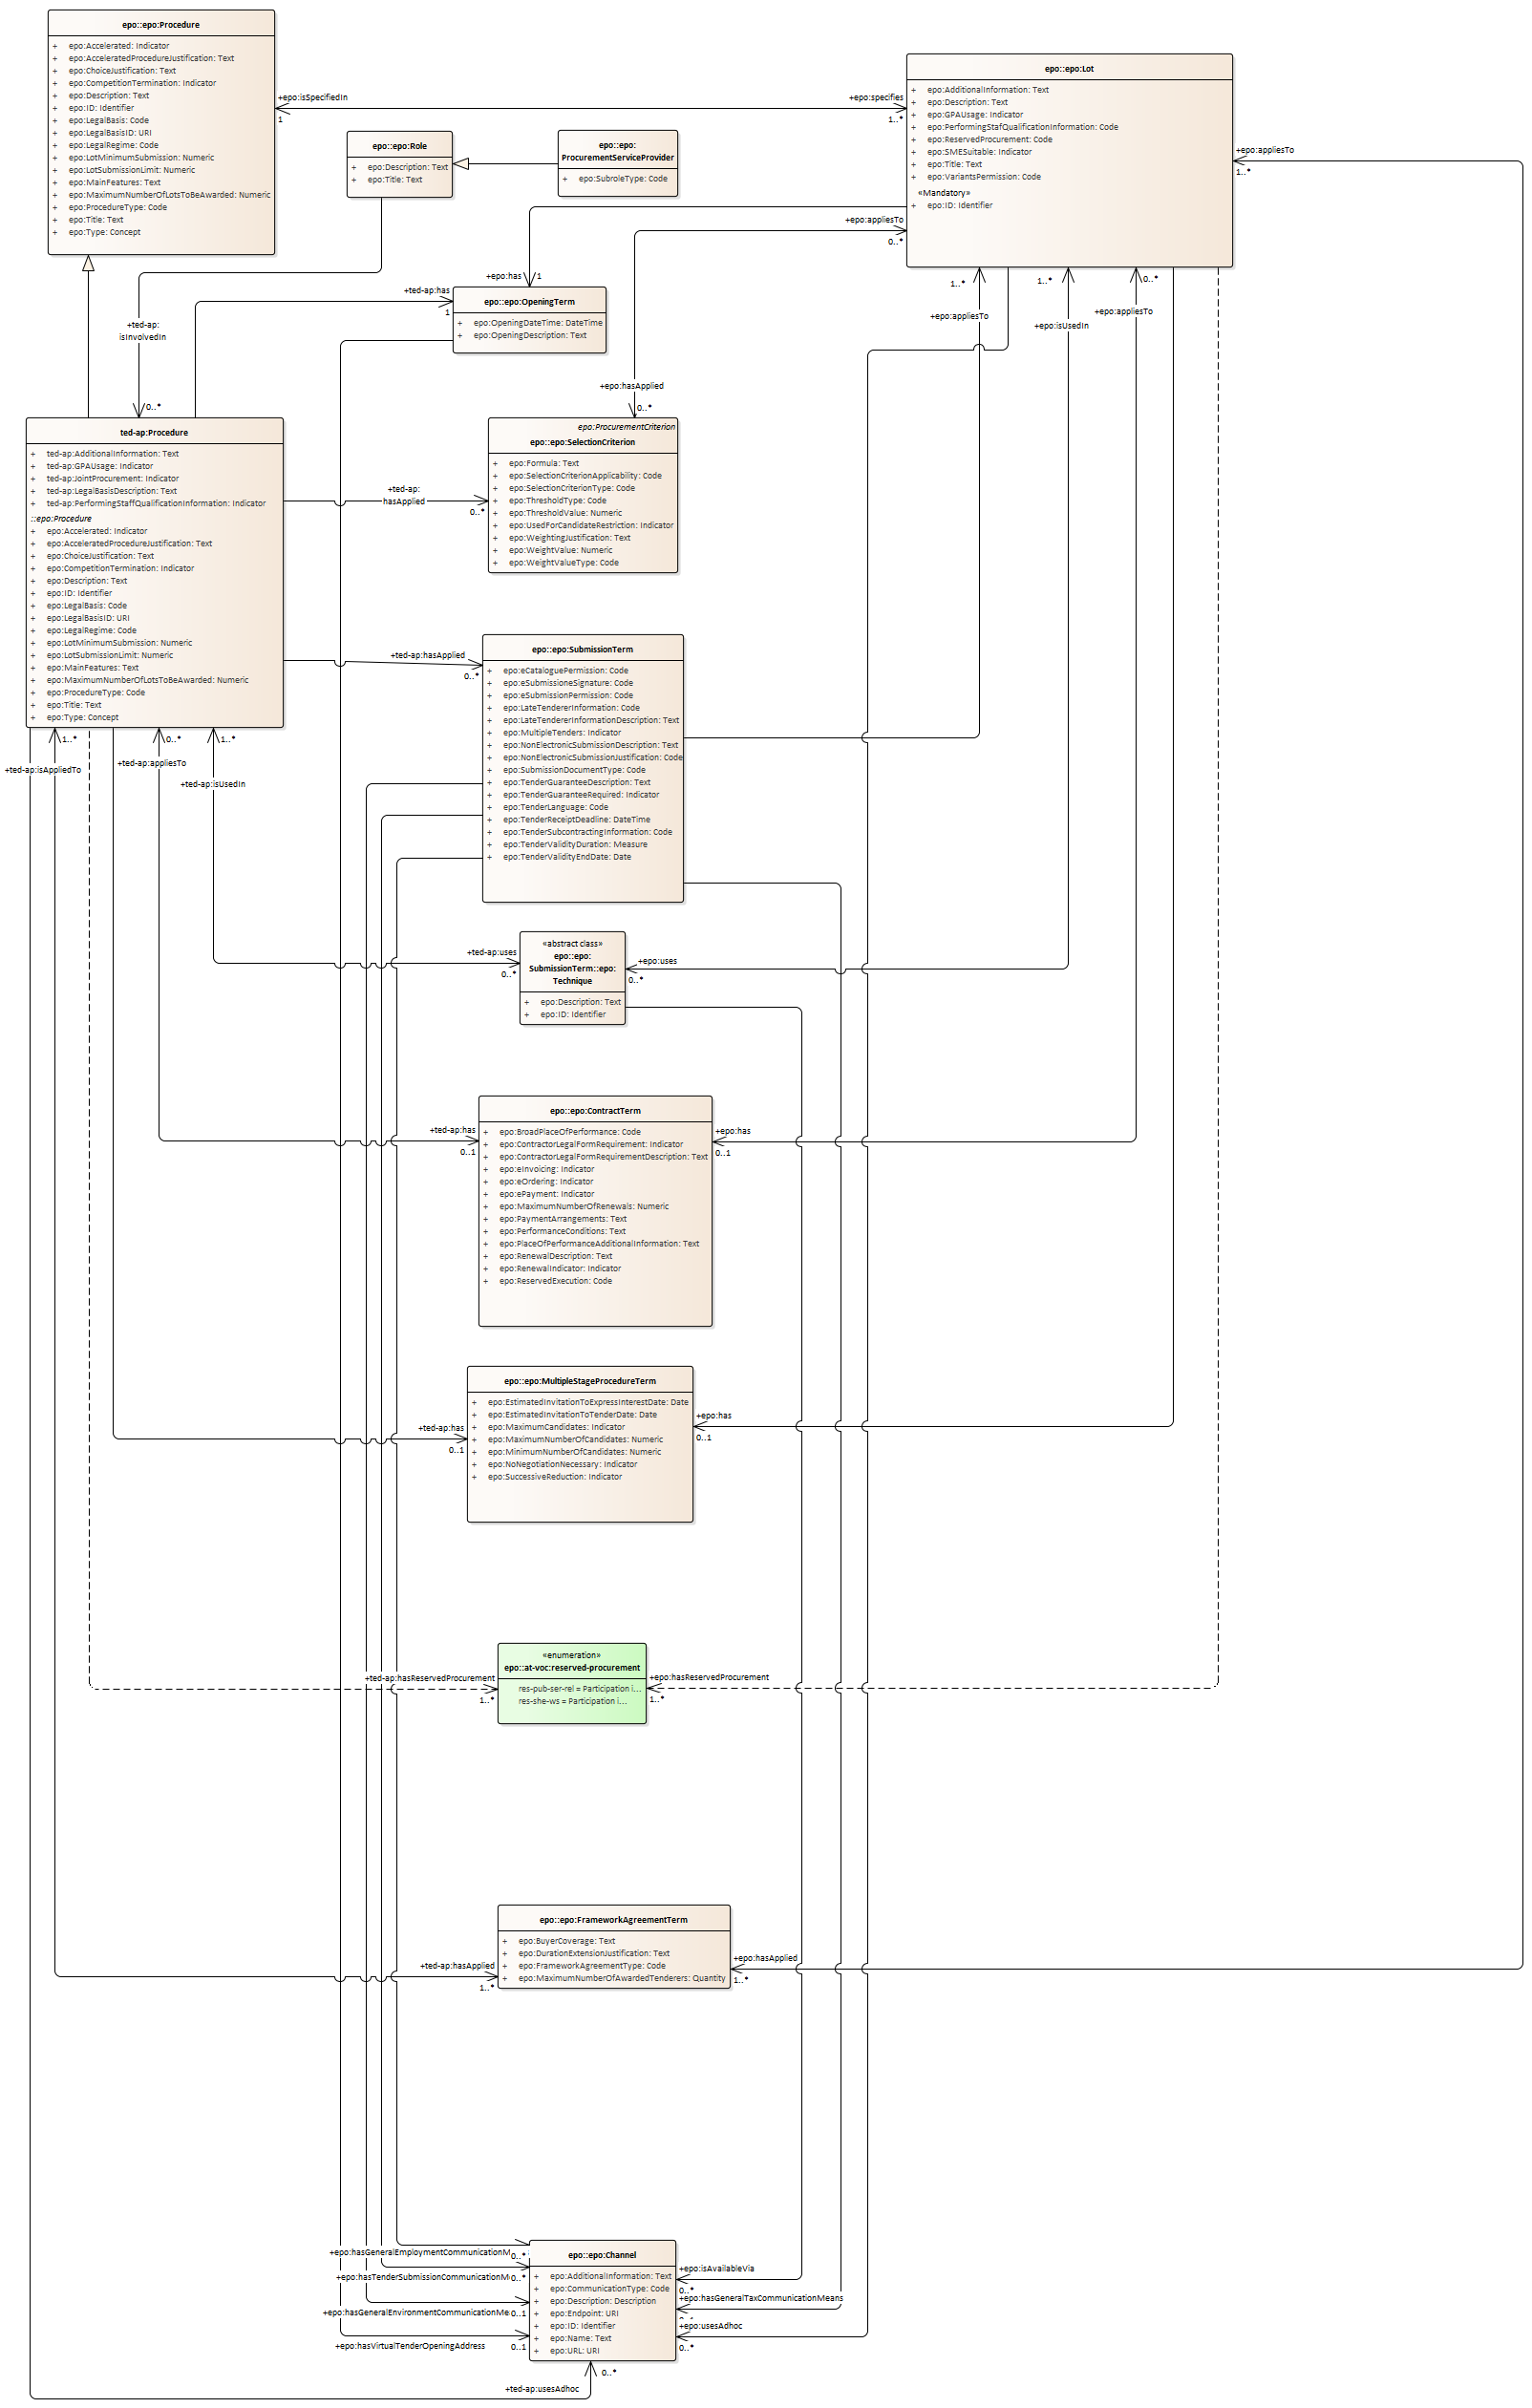 epo::epo:Procedure
+ epo:Accelerated: Indicator
+ epo:AcceleratedProcedureJustification: Text
+ epo:ChoiceJustification: Text
+ epo:CompetitionTermination: Indicator
+ epo:Description: Text
+ epo:ID: Identifier
+ epo:LegalBasis: Code
+ epo:LegalBasisID: URI
+ epo:LegalRegime: Code
+ epo:LotMinimumSubmission: Numeric
+ epo:LotSubmissionLimit: Numeric
+ epo:MainFeatures: Text
+ epo:MaximumNumberOfLotsToBeAwarded: Numeric
+ epo:ProcedureType: Code
+ epo:Title: Text
+ epo:Type: Concept
+epo:isSpecifiedIn
1
+epo:specifies
1..*
epo::epo:Lot
+ epo:AdditionalInformation: Text
+ epo:Description: Text
+ epo:GPAUsage: Indicator
+ epo:PerformingStafQualificationInformation: Code
+ epo:ReservedProcurement: Code
+ epo:SMESuitable: Indicator
+ epo:Title: Text
+ epo:VariantsPermission: Code
«Mandatory»
+ epo:ID: Identifier
+epo:appliesTo
1..*
epo::epo:Role
+ epo:Description: Text
+ epo:Title: Text
epo::epo:
ProcurementServiceProvider
+ epo:SubroleType: Code
+epo:appliesTo
0..*
+epo:has
1
+ted-ap:has
1
+ted-ap:
isInvolvedIn
0..*
epo::epo:OpeningTerm
+ epo:OpeningDateTime: DateTime
+ epo:OpeningDescription: Text
1..*
+epo:appliesTo
1..*
+epo:isUsedIn
0..*
+epo:appliesTo
+epo:hasApplied
0..*
ted-ap:Procedure
+ ted-ap:AdditionalInformation: Text
+ ted-ap:GPAUsage: Indicator
+ ted-ap:JointProcurement: Indicator
+ ted-ap:LegalBasisDescription: Text
+ ted-ap:PerformingStaffQualificationInformation: Indicator
::epo:Procedure
+ epo:Accelerated: Indicator
+ epo:AcceleratedProcedureJustification: Text
+ epo:ChoiceJustification: Text
+ epo:CompetitionTermination: Indicator
+ epo:Description: Text
+ epo:ID: Identifier
+ epo:LegalBasis: Code
+ epo:LegalBasisID: URI
+ epo:LegalRegime: Code
+ epo:LotMinimumSubmission: Numeric
+ epo:LotSubmissionLimit: Numeric
+ epo:MainFeatures: Text
+ epo:MaximumNumberOfLotsToBeAwarded: Numeric
+ epo:ProcedureType: Code
+ epo:Title: Text
+ epo:Type: Concept
+ted-ap:
hasApplied
0..*
epo:ProcurementCriterion
epo::epo:SelectionCriterion
+ epo:Formula: Text
+ epo:SelectionCriterionApplicability: Code
+ epo:SelectionCriterionType: Code
+ epo:ThresholdType: Code
+ epo:ThresholdValue: Numeric
+ epo:UsedForCandidateRestriction: Indicator
+ epo:WeightingJustification: Text
+ epo:WeightValue: Numeric
+ epo:WeightValueType: Code
+ted-ap:hasApplied
0..*
epo::epo:SubmissionTerm
+ epo:eCataloguePermission: Code
+ epo:eSubmissioneSignature: Code
+ epo:eSubmissionPermission: Code
+ epo:LateTendererInformation: Code
+ epo:LateTendererInformationDescription: Text
+ epo:MultipleTenders: Indicator
+ epo:NonElectronicSubmissionDescription: Text
+ epo:NonElectronicSubmissionJustification: Code
+ epo:SubmissionDocumentType: Code
+ epo:TenderGuaranteeDescription: Text
+ epo:TenderGuaranteeRequired: Indicator
+ epo:TenderLanguage: Code
+ epo:TenderReceiptDeadline: DateTime
+ epo:TenderSubcontractingInformation: Code
+ epo:TenderValidityDuration: Measure
+ epo:TenderValidityEndDate: Date
1..*
+ted-ap:isAppliedTo
0..*
+ted-ap:appliesTo
1..*
+ted-ap:isUsedIn
+ted-ap:uses
0..*
«abstract class»
epo::epo:
SubmissionTerm::epo:
Technique
+ epo:Description: Text
+ epo:ID: Identifier
+epo:uses
0..*
+ted-ap:has
0..1
epo::epo:ContractTerm
+ epo:BroadPlaceOfPerformance: Code
+ epo:ContractorLegalFormRequirement: Indicator
+ epo:ContractorLegalFormRequirementDescription: Text
+ epo:eInvoicing: Indicator
+ epo:eOrdering: Indicator
+ epo:ePayment: Indicator
+ epo:MaximumNumberOfRenewals: Numeric
+ epo:PaymentArrangements: Text
+ epo:PerformanceConditions: Text
+ epo:PlaceOfPerformanceAdditionalInformation: Text
+ epo:RenewalDescription: Text
+ epo:RenewalIndicator: Indicator
+ epo:ReservedExecution: Code
+epo:has
0..1
+ted-ap:has
0..1
epo::epo:MultipleStageProcedureTerm
+ epo:EstimatedInvitationToExpressInterestDate: Date
+ epo:EstimatedInvitationToTenderDate: Date
+ epo:MaximumCandidates: Indicator
+ epo:MaximumNumberOfCandidates: Numeric
+ epo:MinimumNumberOfCandidates: Numeric
+ epo:NoNegotiationNecessary: Indicator
+ epo:SuccessiveReduction: Indicator
+epo:has
0..1
+ted-ap:hasReservedProcurement
1..*
«enumeration»
epo::at-voc:reserved-procurement
res-pub-ser-rel = Participation i...
res-she-ws = Participation i...
+epo:hasReservedProcurement
1..*
+ted-ap:hasApplied
1..*
epo::epo:FrameworkAgreementTerm
+ epo:BuyerCoverage: Text
+ epo:DurationExtensionJustification: Text
+ epo:FrameworkAgreementType: Code
+ epo:MaximumNumberOfAwardedTenderers: Quantity
+epo:hasApplied
1..*
+epo:hasGeneralEmploymentCommunicationM
0..*
+epo:hasTenderSubmissionCommunicationM
0..*
+epo:hasGeneralEnvironmentCommunicationMe
0..1
+epo:hasVirtualTenderOpeningAddress
0..1
epo::epo:Channel
+ epo:AdditionalInformation: Text
+ epo:CommunicationType: Code
+ epo:Description: Description
+ epo:Endpoint: URI
+ epo:ID: Identifier
+ epo:Name: Text
+ epo:URL: URI
+epo:isAvailableVia
0..*
+epo:hasGeneralTaxCommunicationMeans
+epo:usesAdhoc
0..*
0..*
+ted-ap:usesAdhoc